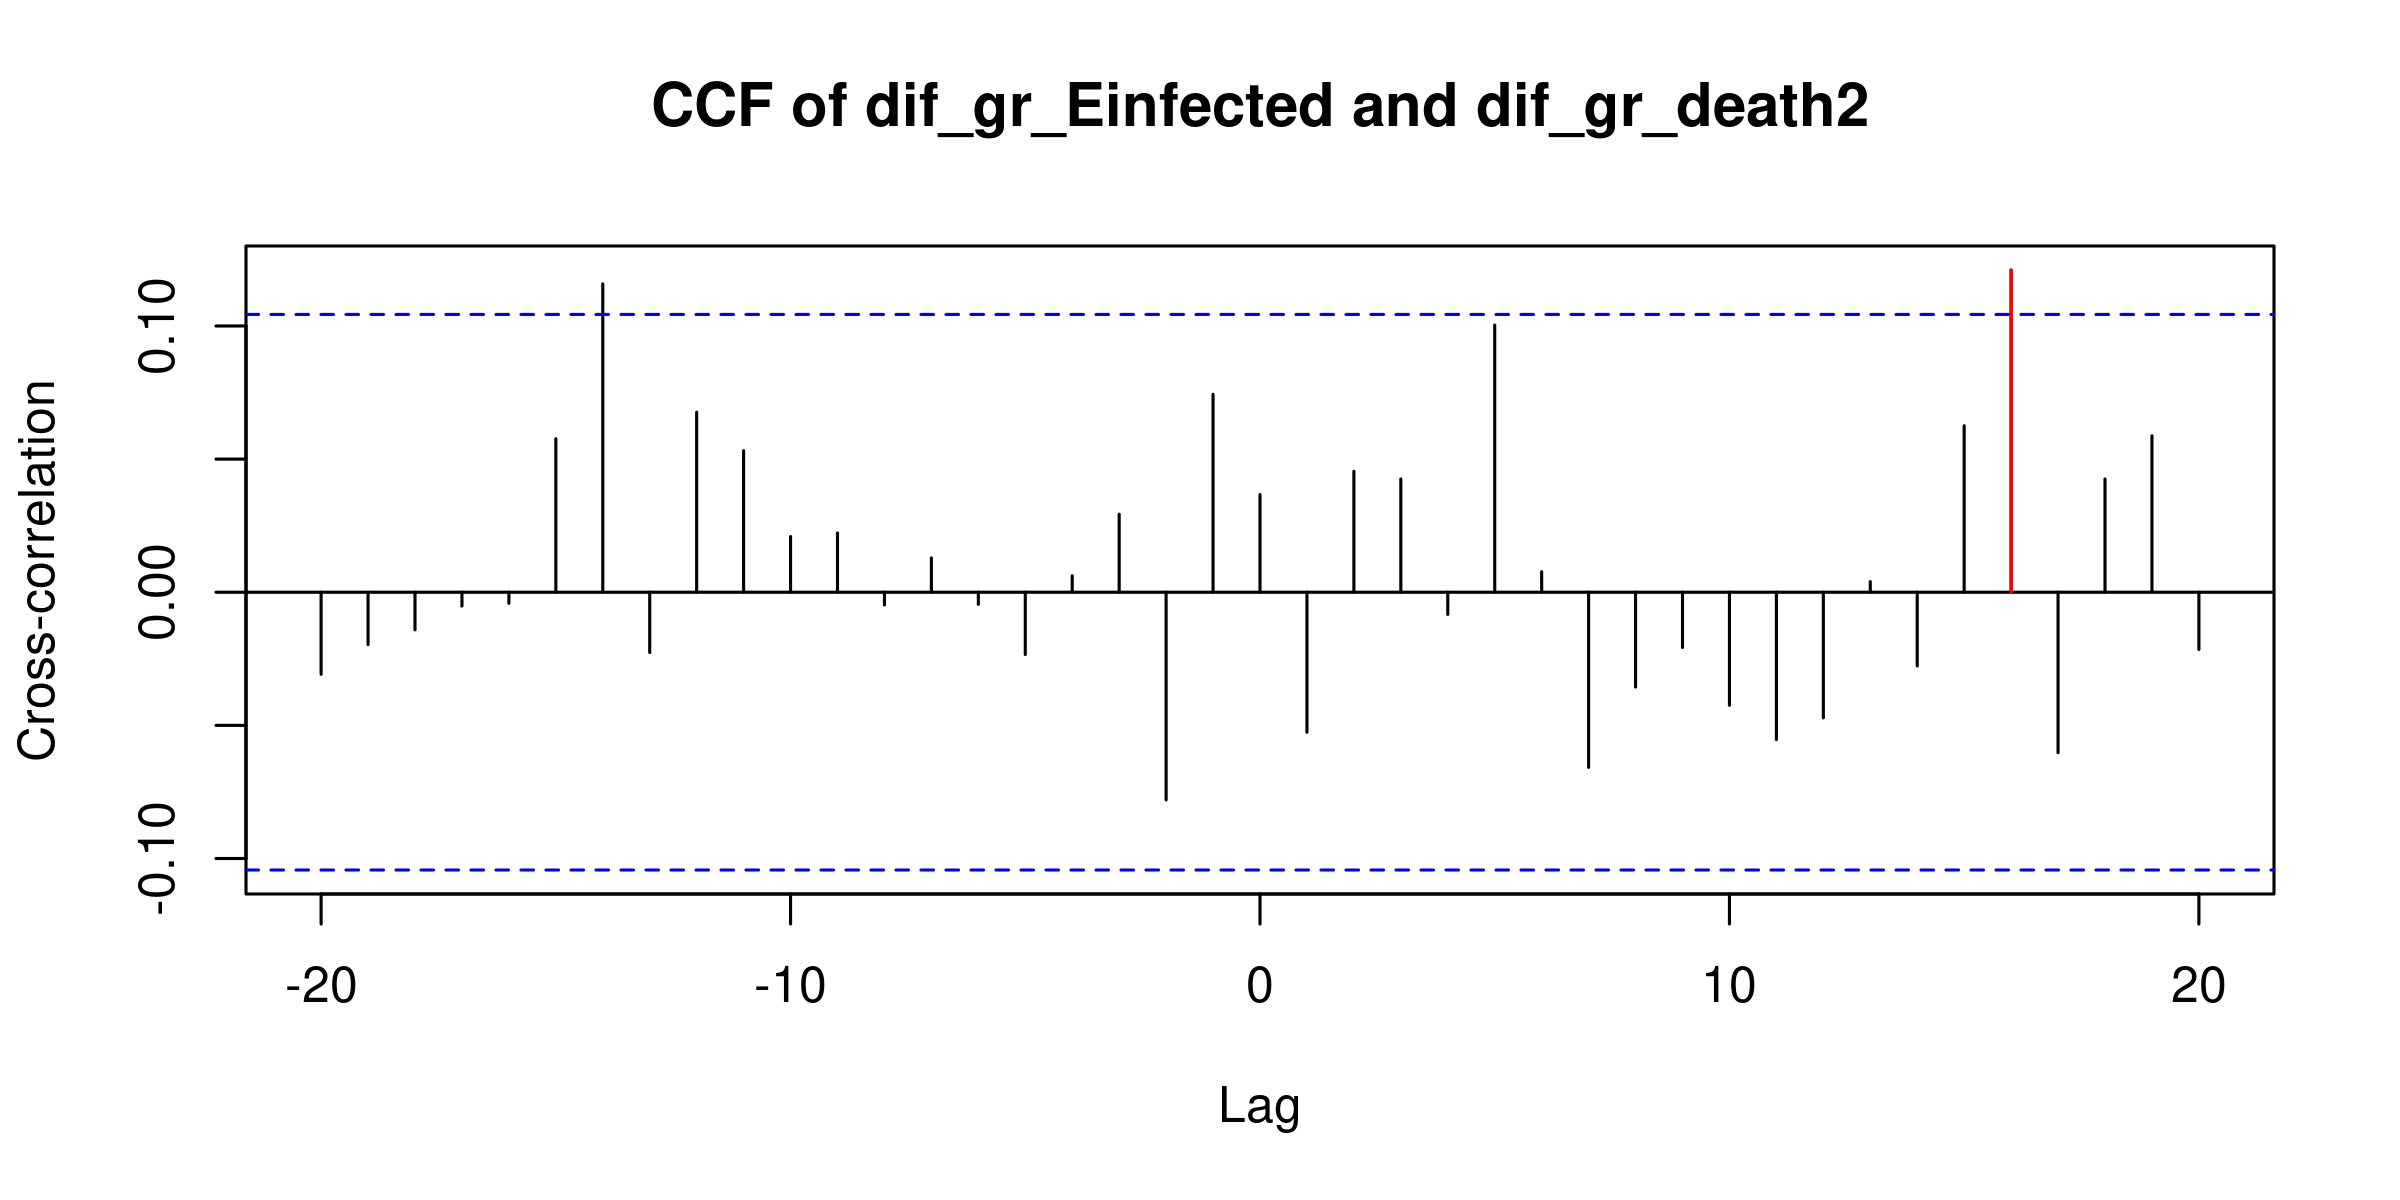 CCF of dif_gr_Einfected and dif_gr_death2
Cross-correlation
0.10
0.00
-0.10
-20 -10 0 10 20
Lag